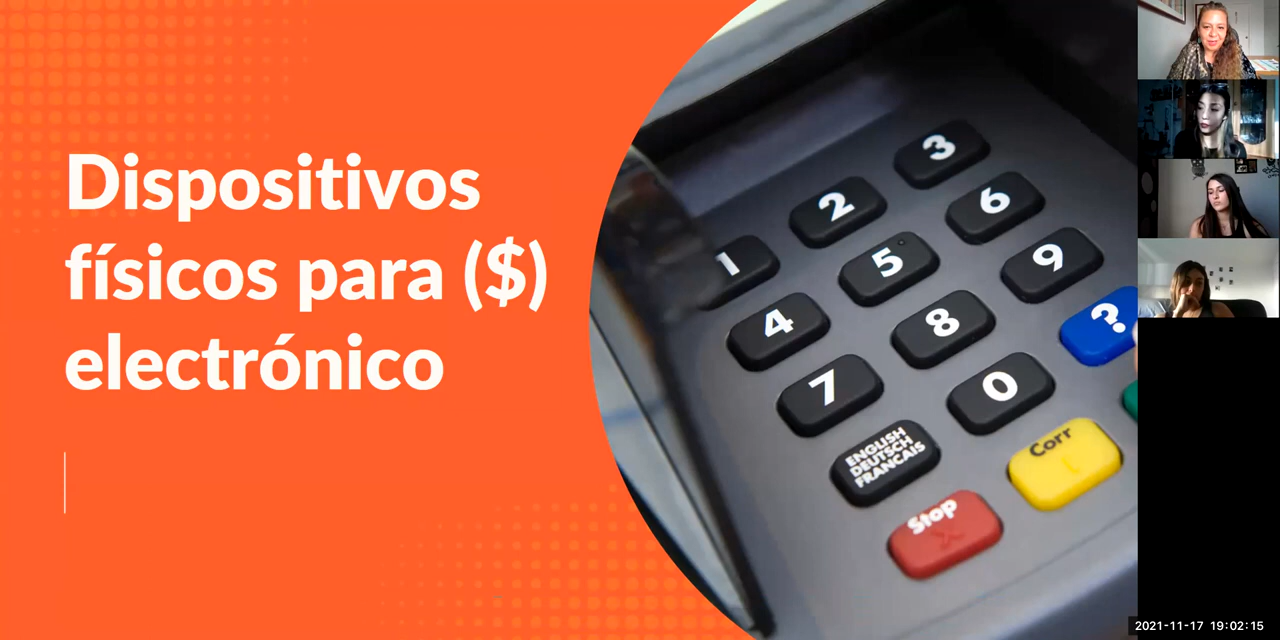 Dispositivos
físicos para ($)
electrónico
1
2
3
4
5
6
7
8
9
?
0
ENGLISH
DEUTSCH
FRANCAIS
Corr
Stop
2021-11-17 19:02:15